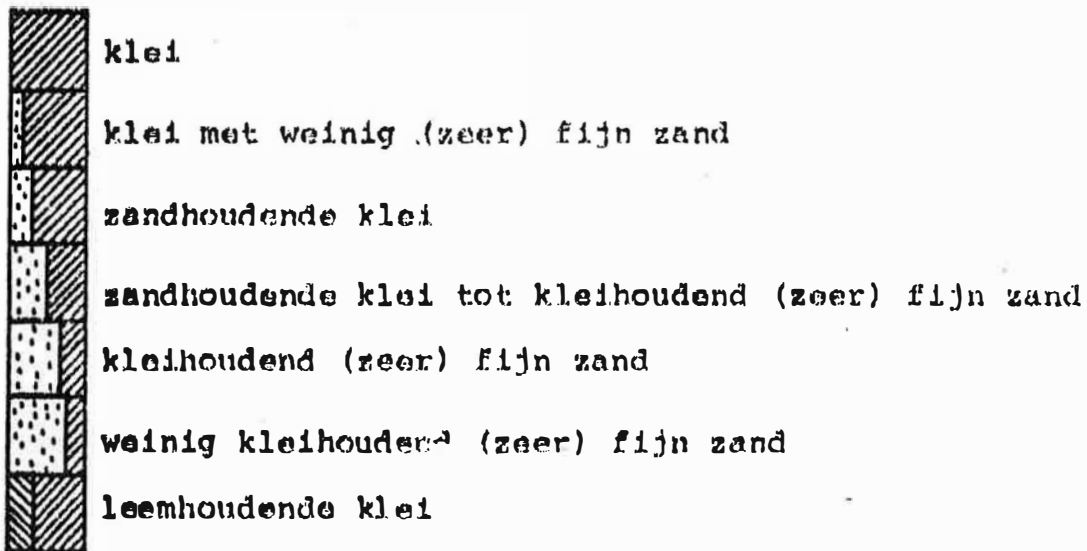 klei
klei met weinig (zeer) fijn zand
zandhoudende klei
zandhoudende klei tot kleihoudend (zeer) fijn zand
kleihoudend (zeer) fijn zand
weinig kleihoudend (zeer) fijn zand
leemhoudende klei